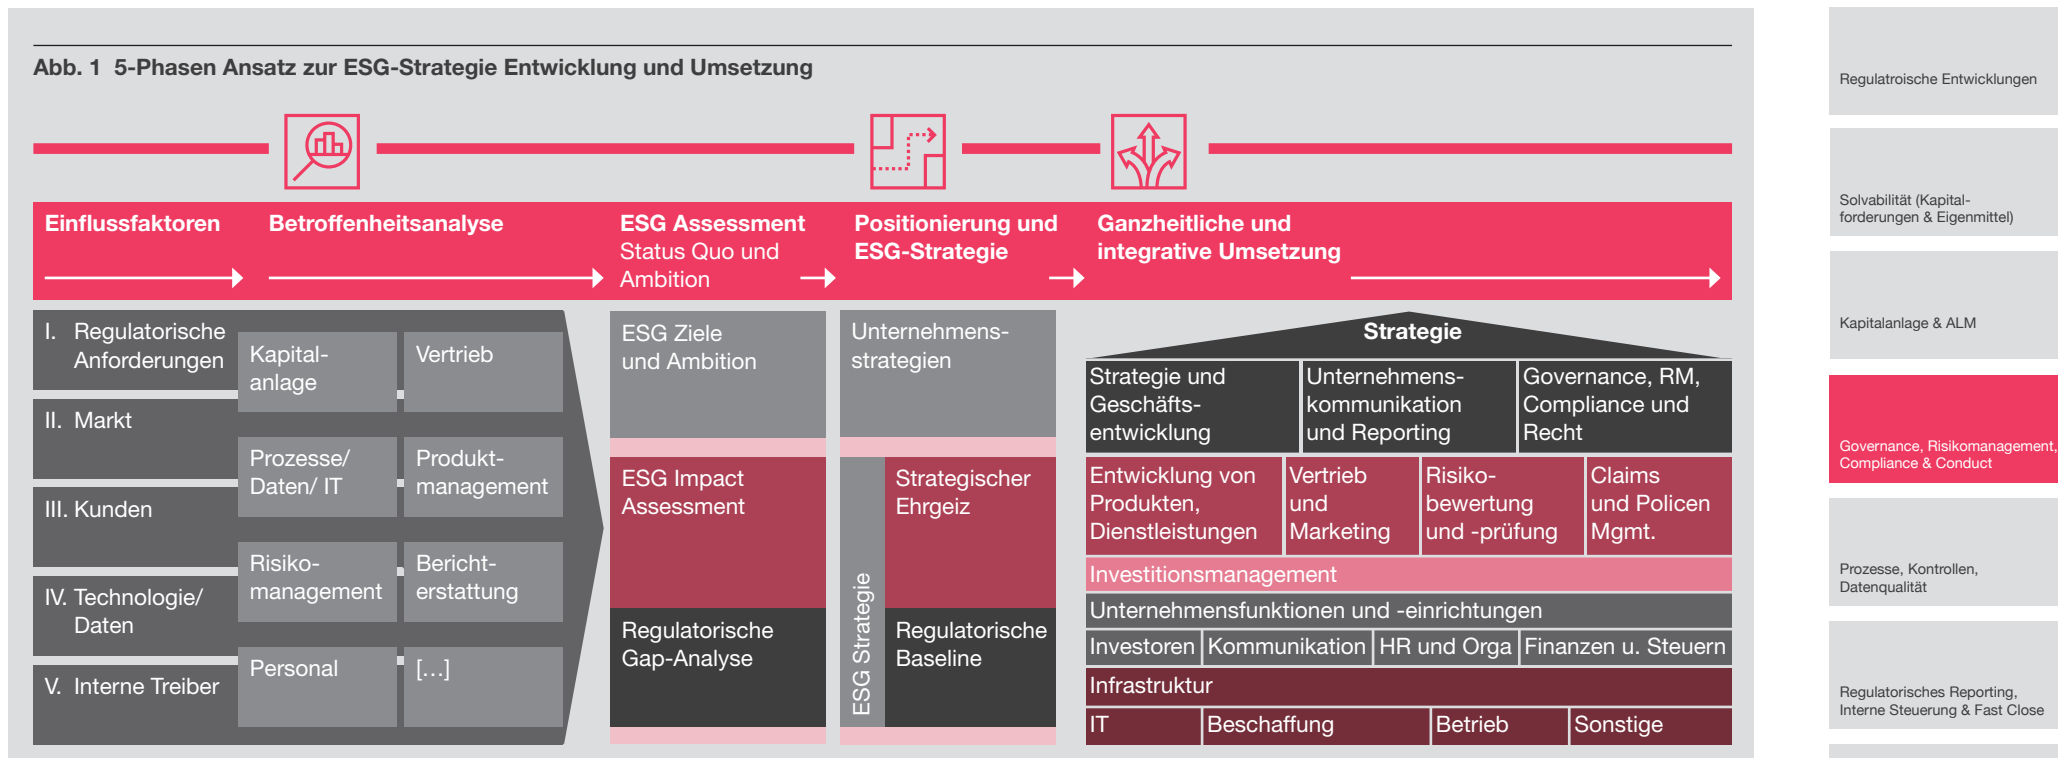 Abb. 1 5-Phasen Ansatz zur ESG-Strategie Entwicklung und Umsetzung
Einflussfaktoren
Betroffenheitsanalyse
ESG Assessment
Status Quo und
Ambition
Positionierung und
ESG-Strategie
Ganzheitliche und
integrative Umsetzung
I. Regulatorische
Anforderungen
II. Markt
III. Kunden
IV. Technologie/
Daten
V. Interne Treiber
Kapital-
anlage
Vertrieb
Prozesse/
Daten/ IT
Produkt-
management
Risiko-
management
Bericht-
erstattung
Personal
[…]
ESG Ziele
und Ambition
ESG Impact
Assessment
Regulatorische
Gap-Analyse
Unternehmens-
strategien
ESG Strategie
Strategischer
Ehrgeiz
Regulatorische
Baseline
Strategie
Strategie und
Geschäfts-
entwicklung
Unternehmens-
kommunikation
und Reporting
Governance, RM,
Compliance und
Recht
Entwicklung von
Produkten,
Dienstleistungen
Vertrieb
und
Marketing
Risiko-
bewertung
und -prüfung
Claims
und Policen
Mgmt.
Investitionsmanagement
Unternehmensfunktionen und -einrichtungen
Investoren
Kommunikation
HR und Orga
Finanzen u. Steuern
Infrastruktur
IT
Beschaffung
Betrieb
Sonstige
Regulatroische Entwicklungen
Solvabilität (Kapital-
forderungen & Eigenmittel)
Kapitalanlage & ALM
Governance, Risikomanagement,
Compliance & Conduct
Prozesse, Kontrollen,
Datenqualität
Regulatorisches Reporting,
Interne Steuerung & Fast Close